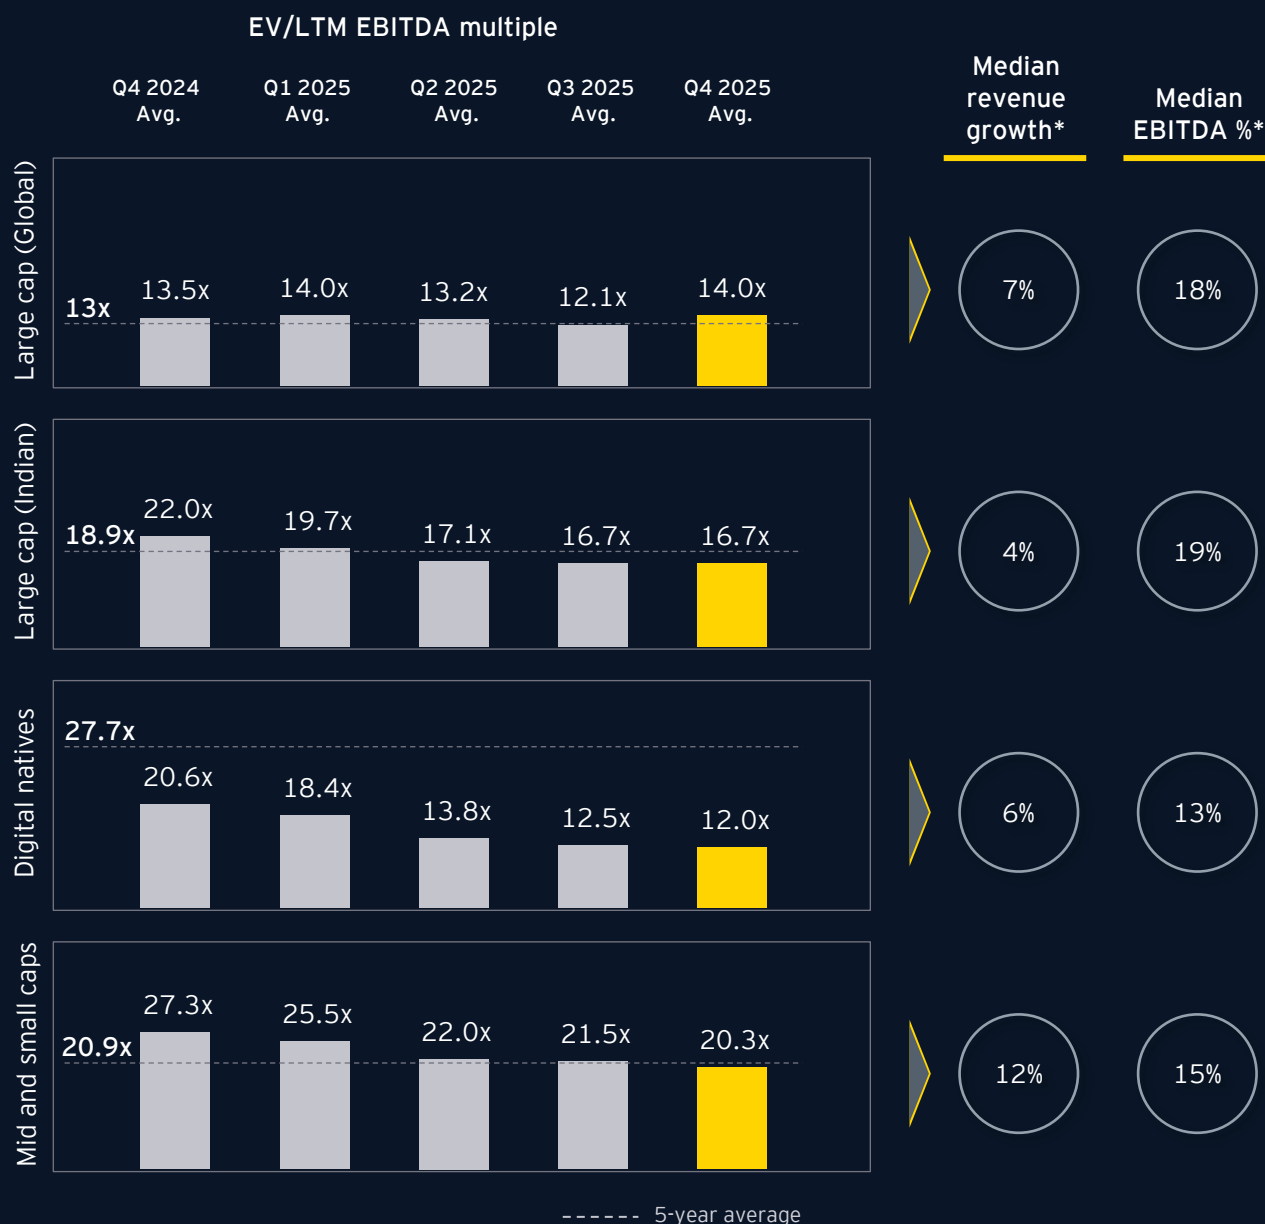 EV/LTM EBITDA multiple
Q4 2024
Avg.
Q1 2025
Avg.
Q2 2025
Avg.
Q3 2025
Avg.
Q4 2025
Avg.
Median
revenue
growth*
Median
EBITDA %*
Large cap (Global)
13x
13.5x
14.0x
13.2x
12.1x
14.0x
7%
18%
Large cap (Indian)
18.9x
22.0x
19.7x
17.1x
16.7x
16.7x
4%
19%
Digital natives
27.7x
20.6x
18.4x
13.8x
12.5x
12.0x
6%
13%
Mid and small caps
20.9x
27.3x
25.5x
22.0x
21.5x
20.3x
12%
15%
5-year average